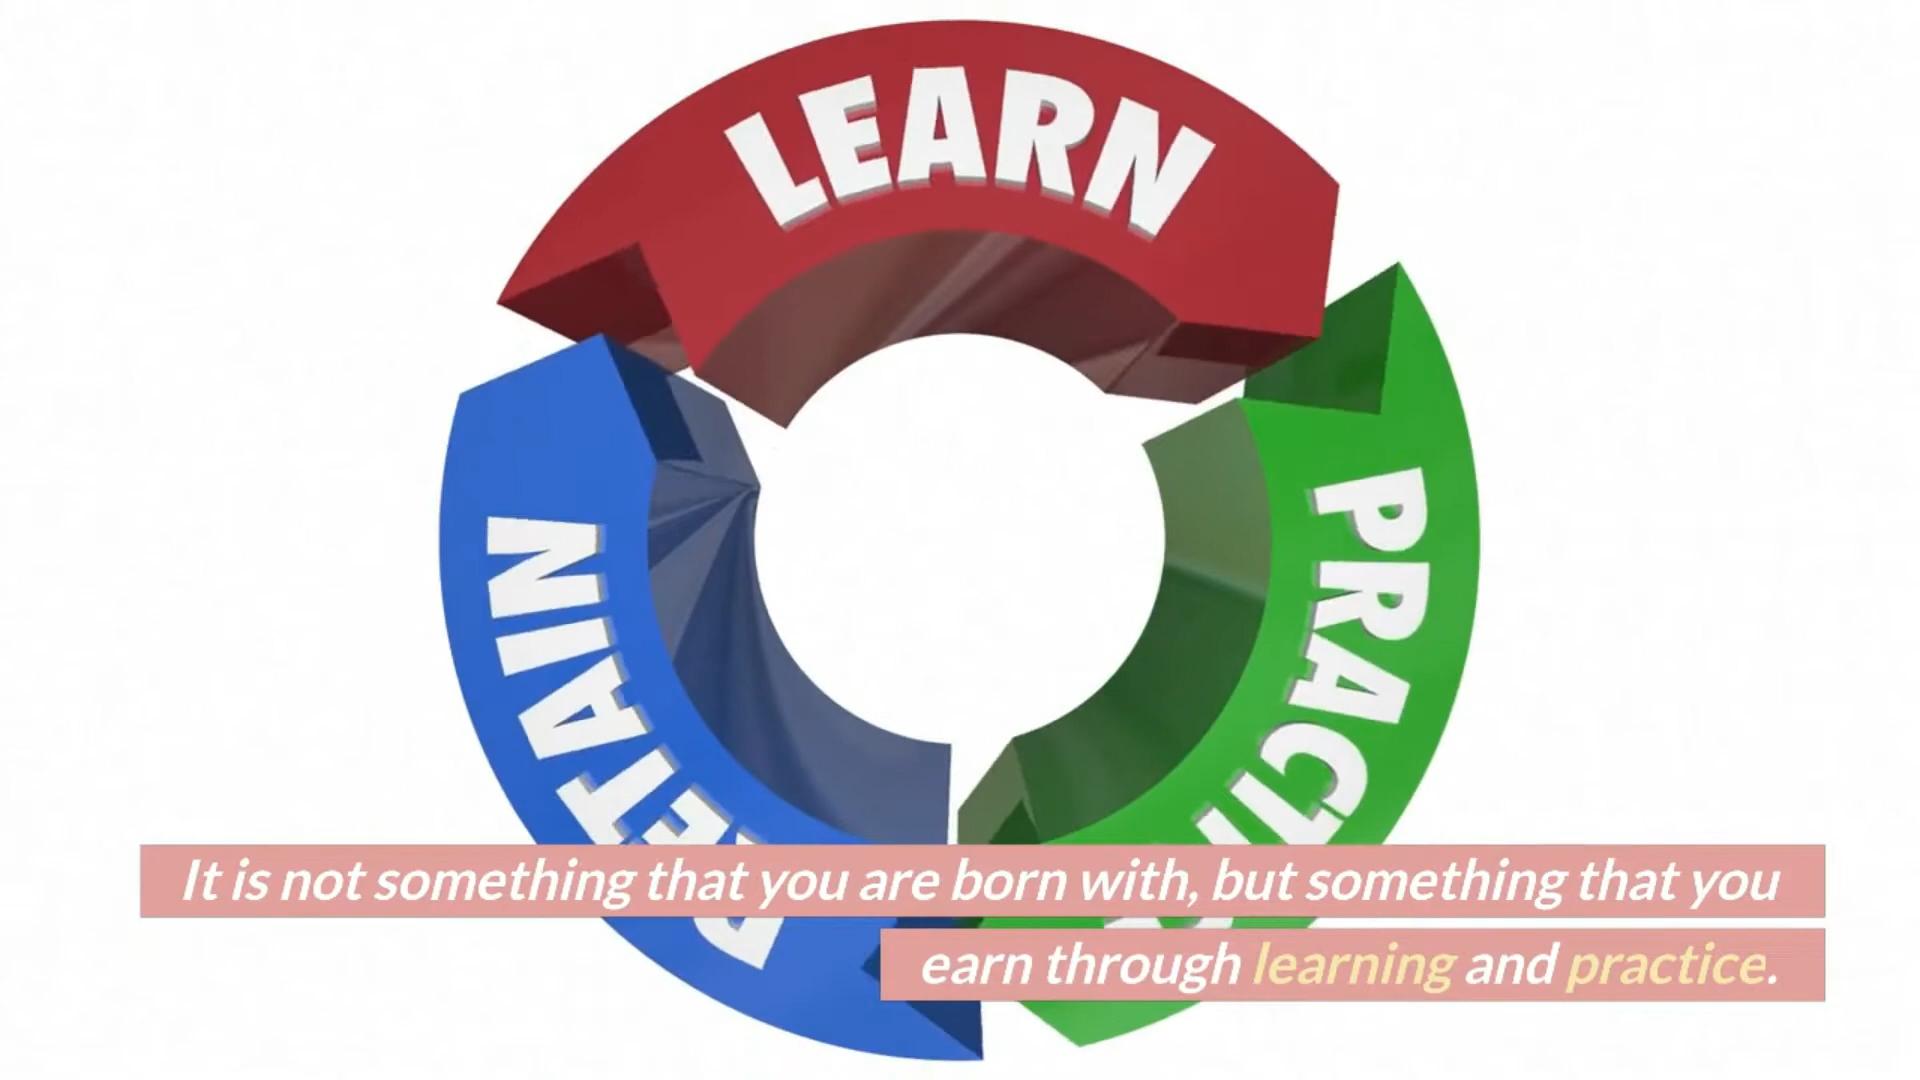 LEARN
PRACTICE
RETAIN
It is not something that you are born with, but something that you
earn through learning and practice.